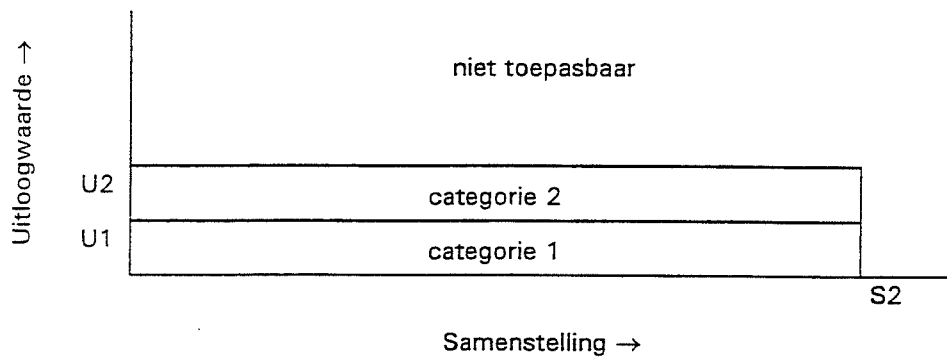 Uitloogwaarde →
niet toepasbaar
U2
categorie 2
U1
categorie 1
S2
Samenstelling →